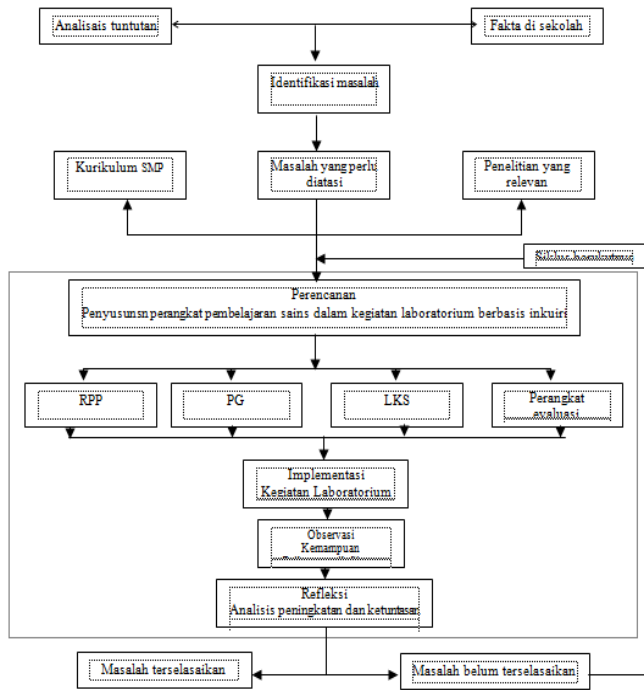 Analisais tuntutan
Fakta di sekolah
Identifikasi masalah
Kurikulum SMP
Masalah yang perlu
diatasi
Penelitian yang
relevan
Perencanan
Penyusunsn perangkat pembelajaran sains dalam kegiatan laboratorium berbasis inkuiri
RPP
PG
LKS
Perangkat
evaluasi
Implementasi
Kegiatan Laboratorium
Observasi
Kemampuan
Refleksi
Analisis peningkatan dan ketuntasan
Masalah terselasaikan
Masalah belum terselasaikan